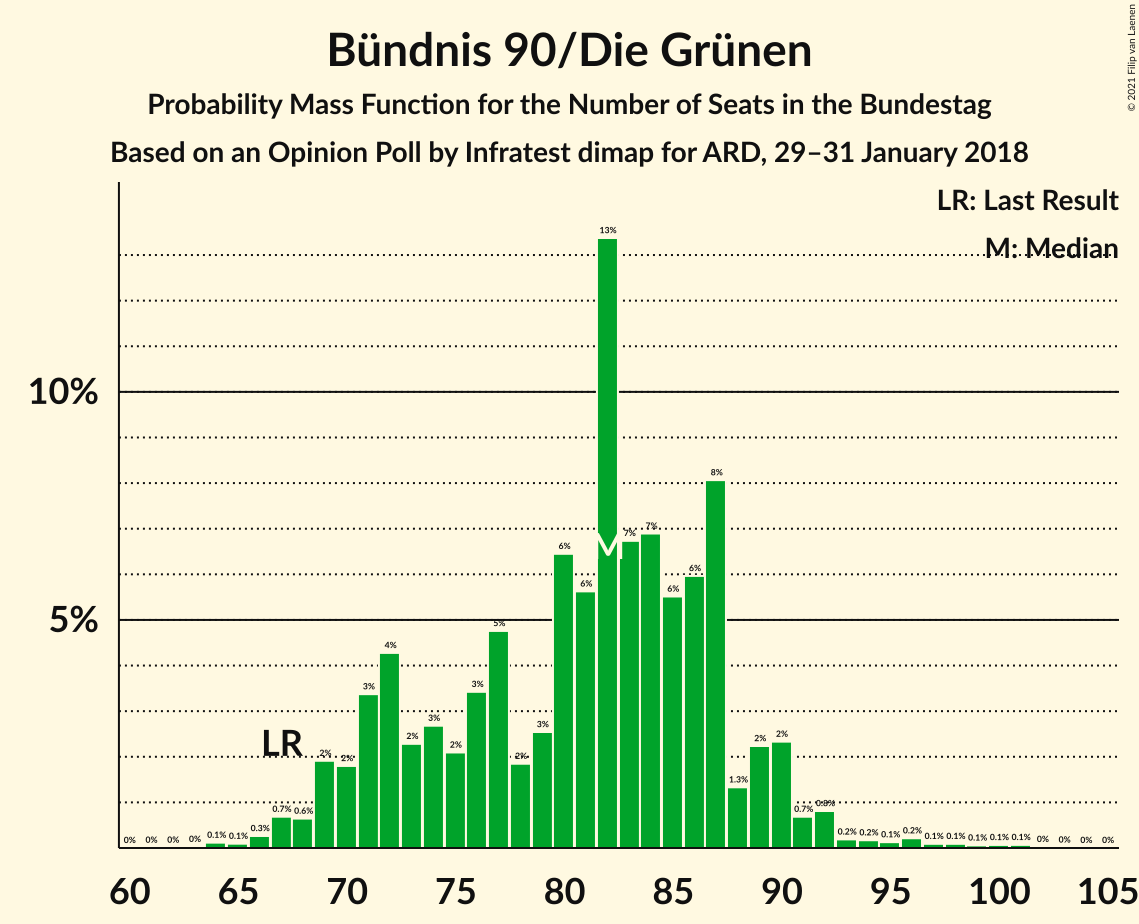 Bündnis 90/Die Grünen
Probability Mass Function for the Number of Seats in the Bundestag
Based on an Opinion Poll by Infratest dimap for ARD, 29–31 January 2018
© 2021 Filip van Laenen
LR: Last Result
M: Median
10%
5%
LR
M
0% 0% 0% 0% 0.1% 0.1% 0.3% 0.7% 0.6% 2% 2% 3% 4% 2% 3% 2% 3% 5% 2% 3% 6% 6% 13% 7% 7% 6% 6% 8% 1.3% 2% 2% 0.7% 0.8% 0.2% 0.2% 0.1% 0.2% 0.1% 0.1% 0.1% 0.1% 0.1% 0% 0% 0% 0%
60 65 70 75 80 85 90 95 100 105